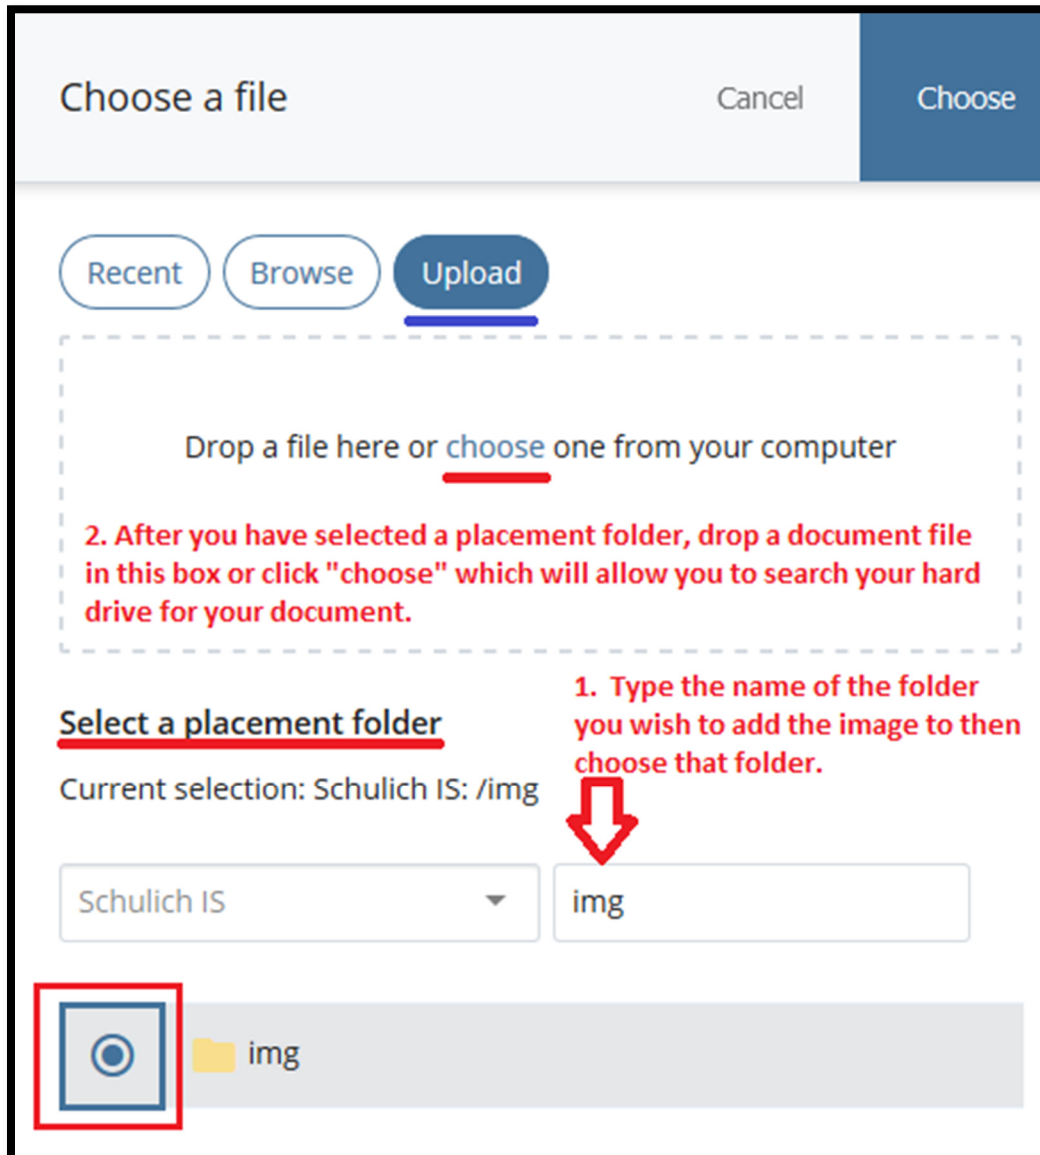 Choose a file
Cancel
Choose
Recent
Browse
Upload
Drop a file here or choose one from your computer
2. After you have selected a placement folder, drop a document file
in this box or click "choose" which will allow you to search your hard
drive for your document.
1.  Type the name of the folder
you wish to add the image to then
choose that folder.
Select a placement folder
Current selection: Schulich IS: /img
Schulich IS
img
img